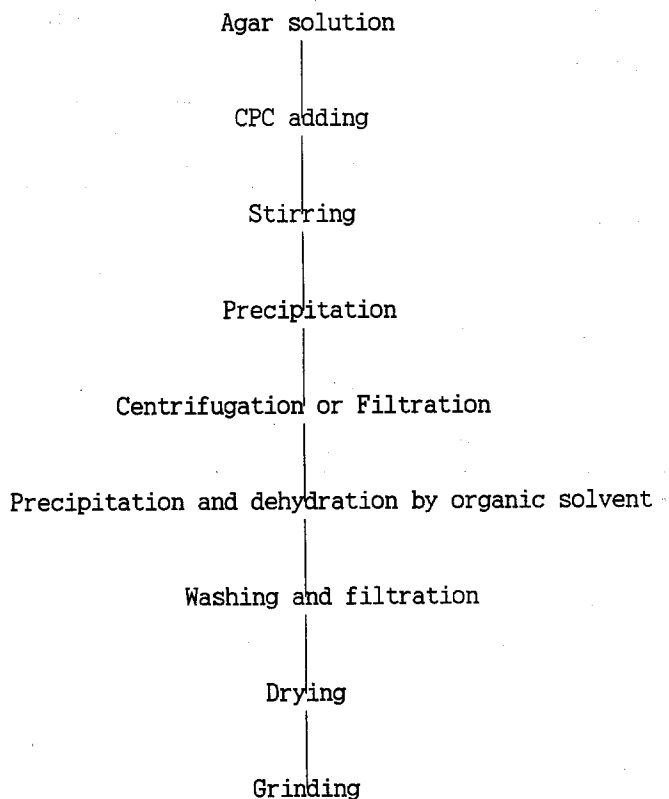 Agar solution
CPC adding
Stirring
Precipitation
Centrifugation or Filtration
Precipitation and dehydration by organic solvent
Washing and filtration
Drying
Grinding